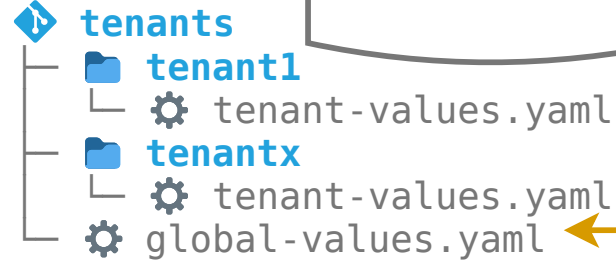 tenants
tenant1
tenant-values.yaml
tenantx
tenant-values.yaml
global-values.yaml